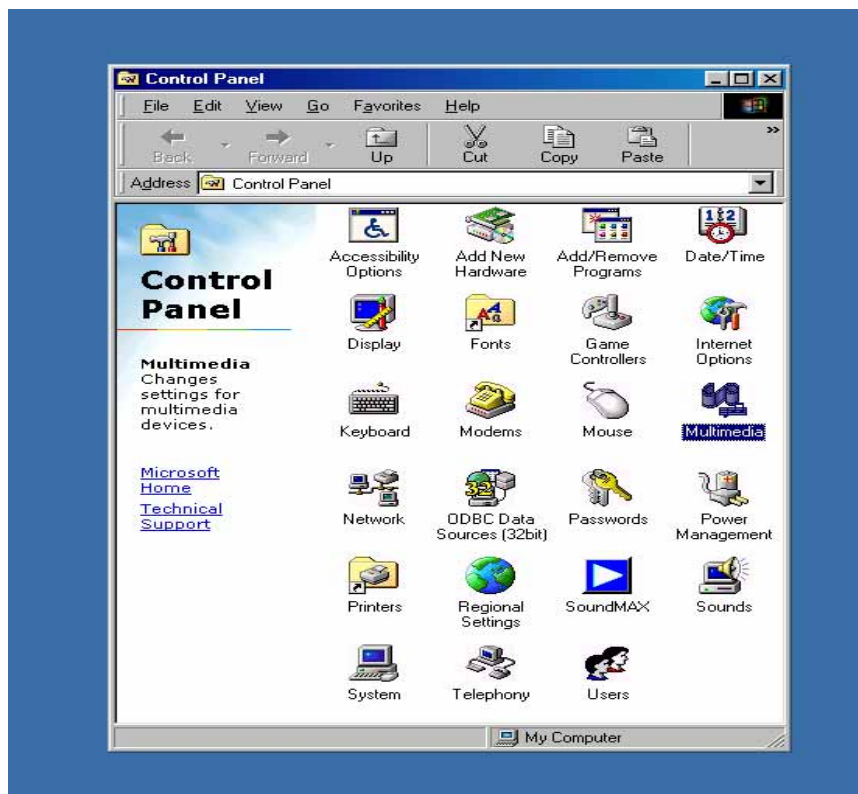 Control Panel
File Edit View Go Favorites Help
Back Forward Up Cut Copy Paste »
Address Control Panel
Control
Panel
Multimedia
Changes
settings for
multimedia
devices.
Microsoft
Home
Technical
Support
Accessibility
Options
Add New
Hardware
Add/Remove
Programs
Date/Time
Display
Fonts
Game
Controllers
Internet
Options
Keyboard
Modems
Mouse
Multimedia
Network
ODBC Data
Sources (32bit)
Passwords
Power
Management
Printers
Regional
Settings
SoundMAX
Sounds
System
Telephony
Users
My Computer